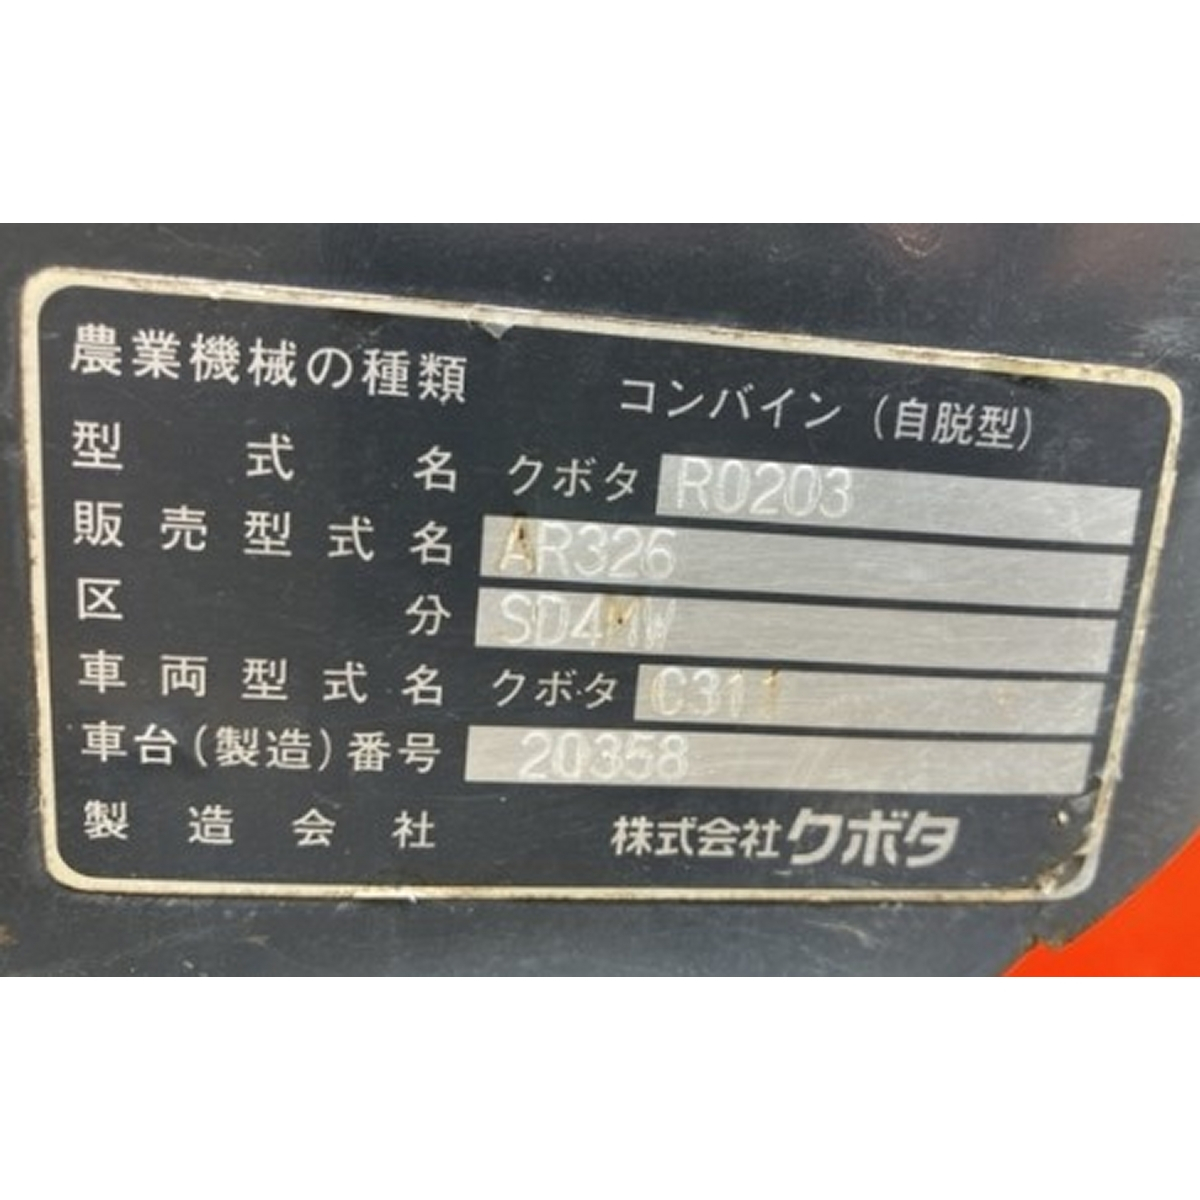 農業機械の種類 コンバイン(自脱型)
型式名 クボタ R0203
販売型式名 AR326
区分 SD4MW
車両型式名 クボタ C311
車台(製造)番号 20358
製造会社 株式会社クボタ